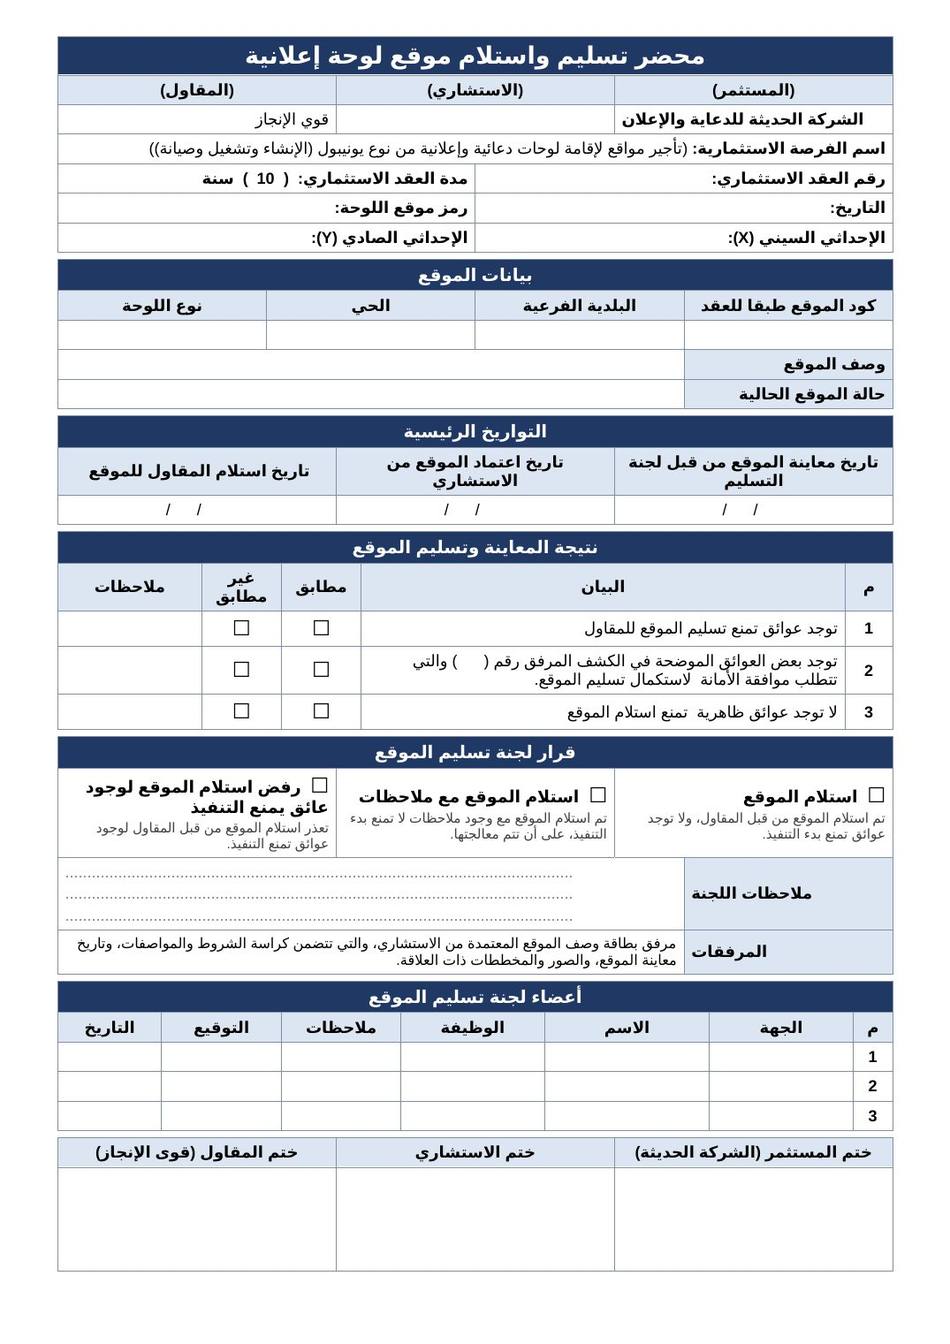 محضر تسليم واستلام موقع لوحة إعلانية
(المستثمر) (الاستشاري) (المقاول)
الشركة الحديثة للدعاية والإعلان قوي الإنجاز
اسم الفرصة الاستثمارية: (تأجير مواقع لإقامة لوحات دعائية وإعلانية من نوع يونيبول (الإنشاء وتشغيل وصيانة))
رقم العقد الاستثماري: مدة العقد الاستثماري: ( 10 ) سنة
التاريخ: رمز موقع اللوحة:
الإحداثي السيني (X): الإحداثي الصادي (Y):
بيانات الموقع
كود الموقع طبقا للعقد البلدية الفرعية الحي نوع اللوحة
وصف الموقع
حالة الموقع الحالية
التواريخ الرئيسية
تاريخ معاينة الموقع من قبل لجنة التسليم
تاريخ اعتماد الموقع من الاستشاري
تاريخ استلام المقاول للموقع
/ / / / / /
نتيجة المعاينة وتسليم الموقع
م البيان مطابق غير مطابق ملاحظات
1 توجد عوائق تمنع تسليم الموقع للمقاول ☐ ☐
2 توجد بعض العوائق الموضحة في الكشف المرفق رقم ( ) والتي
تتطلب موافقة الأمانة لاستكمال تسليم الموقع. ☐ ☐
3 لا توجد عوائق ظاهرية تمنع استلام الموقع ☐ ☐
قرار لجنة تسليم الموقع
☐ استلام الموقع
تم استلام الموقع من قبل المقاول، ولا توجد
عوائق تمنع بدء التنفيذ.
☐ استلام الموقع مع ملاحظات
تم استلام الموقع مع وجود ملاحظات لا تمنع بدء
التنفيذ، على أن تتم معالجتها.
☐ رفض استلام الموقع لوجود
عائق يمنع التنفيذ
تعذر استلام الموقع من قبل المقاول لوجود
عوائق تمنع التنفيذ.
ملاحظات اللجنة
المرفقات
مرفق بطاقة وصف الموقع المعتمدة من الاستشاري، والتي تتضمن كراسة الشروط والمواصفات، وتاريخ
معاينة الموقع، والصور والمخططات ذات العلاقة.
أعضاء لجنة تسليم الموقع
م الجهة الاسم الوظيفة ملاحظات التوقيع التاريخ
1
2
3
ختم المستثمر (الشركة الحديثة) ختم الاستشاري ختم المقاول (قوى الإنجاز)